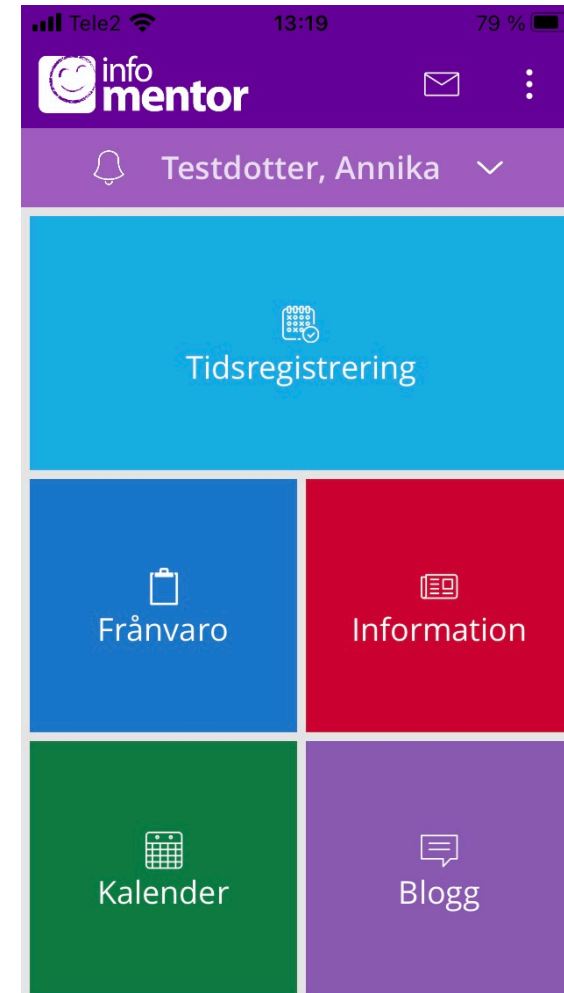 Tele2 13:19 79 %
info
mentor
Testdotter, Annika
Tidsregistrering
Frånvaro
Information
Kalender
Blogg